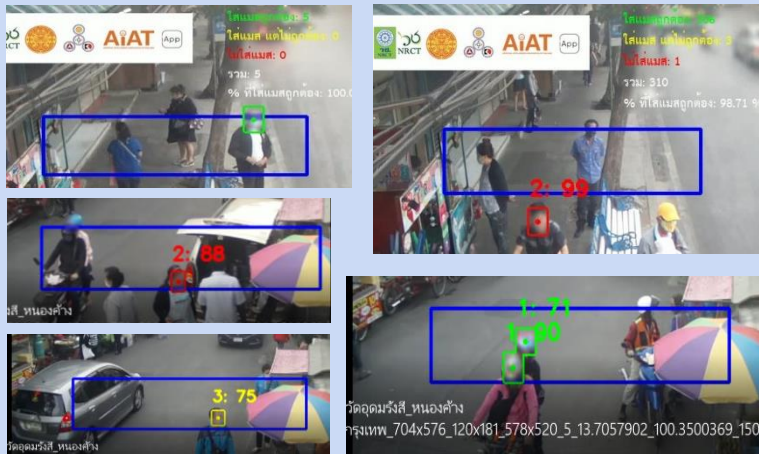 วช
NRCT
AiAT
App
ใส่แมสถูกต้อง: 5
ใส่แมส แต่ไม่ถูกต้อง: 0
ไม่ใส่แมส: 0
รวม: 5
% ที่ใส่แมสถูกต้อง: 100.0
วช
NRCT
AiAT
App
ใส่แมสถูกต้อง: 306
ใส่แมส แต่ไม่ถูกต้อง: 3
ไม่ใส่แมส: 1
รวม: 310
% ที่ใส่แมสถูกต้อง: 98.71 %
2: 99
2: 88
งสี_หนองค้าง
3: 75
วัดอุดมรังสี_หนองค้าง
1: 71
1: 90
วัดอุดมรังสี_หนองค้าง
กรุงเทพ_704x576_120x181_578x520_5_13.7057902_100.3500369_150